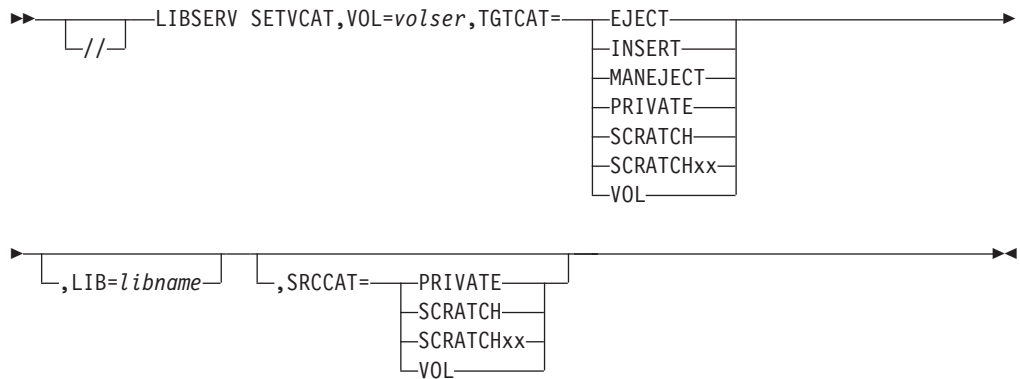 LIBSERV SETVCAT,VOL=volser,TGTCAT= EJECT
//
INSERT
MANEJECT
PRIVATE
SCRATCH
SCRATCHxx
VOL
,LIB=libname ,SRCCAT= PRIVATE
SCRATCH
SCRATCHxx
VOL